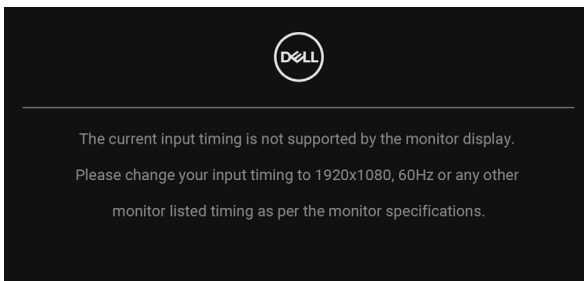 DELL
The current input timing is not supported by the monitor display.
Please change your input timing to 1920x1080, 60Hz or any other
monitor listed timing as per the monitor specifications.